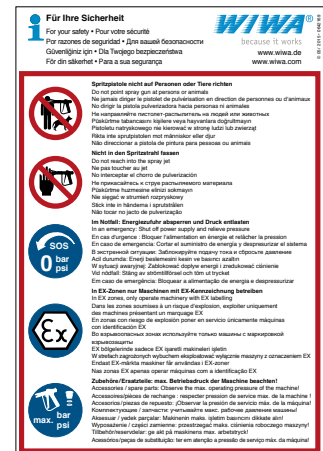 Für Ihre Sicherheit
For your safety • Pour votre sécurité
Por razones de seguridad • Для вашей безопасности
Güvenliğiniz için • Dla Twojego bezpieczeństwa
För din säkerhet • Para a sua segurança
WIWA
because it works
www.wiwa.de
www.wiwa.com
Spritzpistole nicht auf Personen oder Tiere richten
Do not point spray gun at persons or animals
Ne jamais diriger le pistolet de pulvérisation en direction de personnes ou d'animaux
No dirigir la pistola pulverizadora hacia personas ni animales
Не направляйте пистолет-распылитель на людей или животных
Püskürtme tabancasını kişilere veya hayvanlara doğrultmayın
Pistoletu natryskowego nie kierować w stronę ludzi lub zwierząt
Rikta inte sprutpistolen mot människor eller djur
Não direccionar a pistola de pintura para pessoas ou animais
Nicht in den Spritzstrahl fassen
Do not reach into the spray jet
Ne pas toucher au jet
No interceptar el chorro de pulverización
Не прикасайтесь к струе распыляемого материала
Püskürtme huzmesine elinizi sokmayın
Nie sięgać w strumień rozpryskowy
Stick inte in händerna i sprutstrålen
Não tocar no jacto de pulverização
SOS
0 bar
psi
Im Notfall: Energiezufuhr absperren und Druck entlasten
In an emergency: Shut off power supply and relieve pressure
En cas d'urgence : Bloquer l'alimentation en énergie et relâcher la pression
En caso de emergencia: Cortar el suministro de energía y despresurizar el sistema
В экстренной ситуации: Заблокируйте подачу тока и сбросьте давление
Acil durumda: Enerji beslemesini kesin ve basıncı azaltın
W sytuacji awaryjnej: Zablokować dopływ energii i zredukować ciśnienie
Vid nödfall: Stäng av strömtillförsel och töm ut trycket
Em caso de emergência: Bloquear a alimentação de energia e despressurizar
Ex
In EX-Zonen nur Maschinen mit EX-Kennzeichnung betreiben
In EX zones, only operate machinery with EX labelling
Dans les zones soumises à un risque d'explosion, exploiter uniquement
des machines présentant un marquage EX
En zonas con riesgo de explosión poner en servicio únicamente máquinas
con identificación EX
Во взрывоопасных зонах используйте только машины с маркировкой
взрывозащиты
EX bölgelerinde sadece EX işaretli makineleri işletin
W strefach zagrożonych wybuchem eksploatować wyłącznie maszyny z oznaczeniem EX
Endast EX-märkta maskiner får användas i EX-zoner
Nas zonas EX apenas operar máquinas com a identificação EX
max. bar
psi
Zubehör/Ersatzteile: max. Betriebsdruck der Maschine beachten!
Accessories / spare parts: Observe the max. operating pressure of the machine!
Accessoires/pièces de rechange : respecter pression de service max. de la machine !
Accesorios/piezas de repuesto: ¡Observar la presión de servicio máx. de la máquina!
Комплектующие / запчасти: учитывайте макс. рабочее давление машины!
Aksesuar / yedek parçalar: Makinenin maks. işletim basıncını dikkate alın!
Wyposażenie / części zamienne: przestrzegać maks. ciśnienia roboczego maszyny!
Tillbehör/reservdelar: ge akt på maskinens max. arbetstryck!
Acessórios/peças de substituição: ter em atenção a pressão de serviço máx. da máquina!